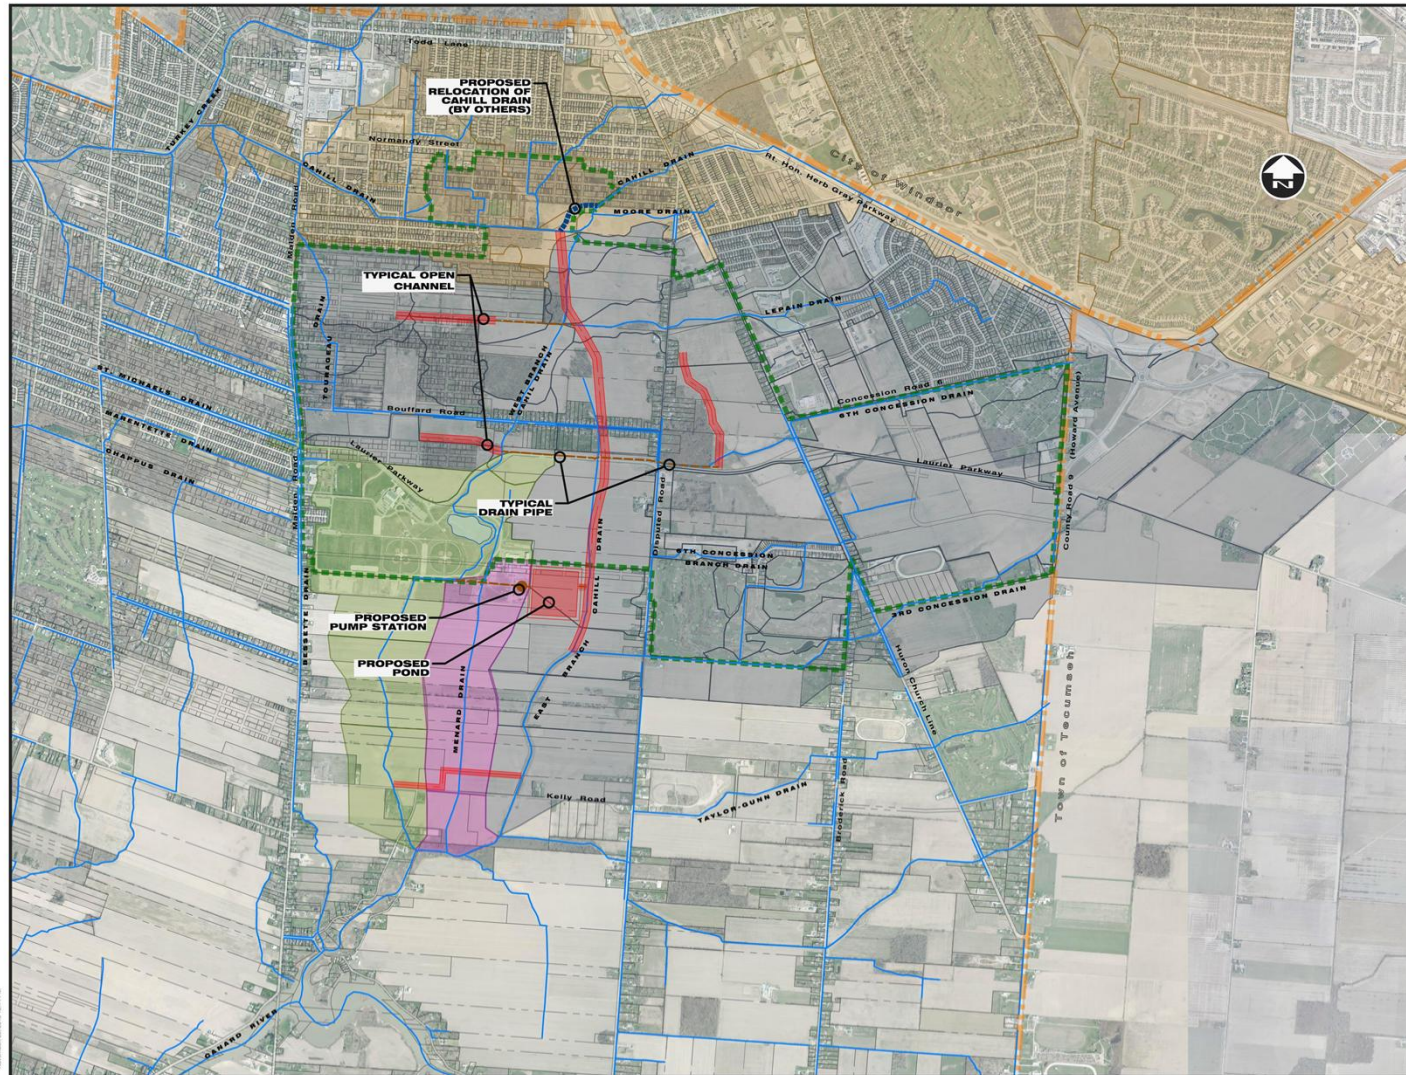 Todd Lane
PROPOSED
RELOCATION OF
CAHILL DRAIN
(BY OTHERS)
TURKEY CREEK
Normandy Street
CAHILL DRAIN
CAHILL DRAIN
Rt. Hon. Herb Gray Parkway
City of Windsor
N
MOORE DRAIN
Malden Road
TYPICAL OPEN
CHANNEL
LEPAIN DRAIN
TOURAGEAU DRAIN
WEST BRANCH
CAHIL DRAIN
ST. MICHAELS DRAIN
MARENTETTE DRAIN
CHAPPUS DRAIN
Bouffard Road
Concession Road 6
6TH CONCESSION DRAIN
County Road 9 (Howard Avenue)
Laurier Parkway
Laurier Parkway
Malden Road
TYPICAL
DRAIN PIPE
Disputed Road
CAHILL DRAIN
6TH CONCESSION
BRANCH DRAIN
3RD CONCESSION DRAIN
BESSETTE DRAIN
PROPOSED
PUMP STATION
PROPOSED
POND
EAST BRANCH
MENARD DRAIN
Huron Church Line
Town of Tecumseh
Kelly Road
TAYLOR-GUNN DRAIN
Broderick Road
CANARD RIVER